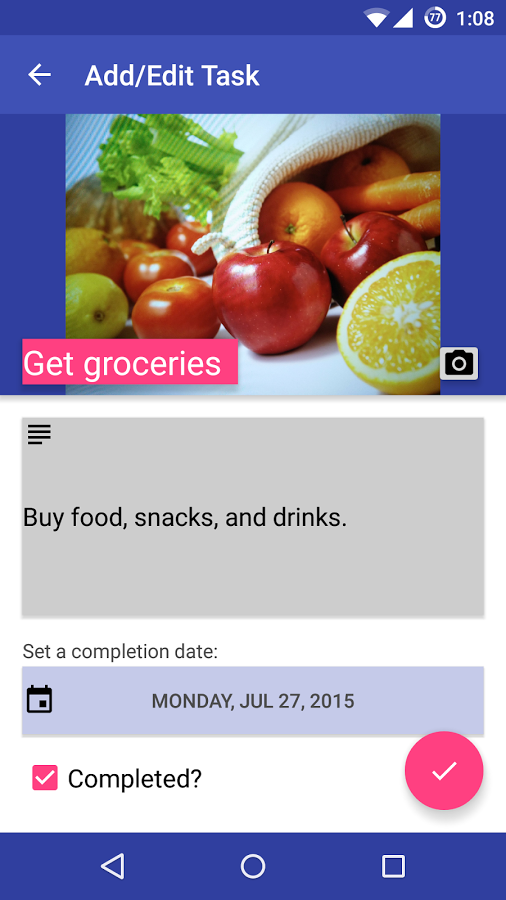 77 1:08
Add/Edit Task
Get groceries
Buy food, snacks, and drinks.
Set a completion date:
MONDAY, JUL 27, 2015
Completed?